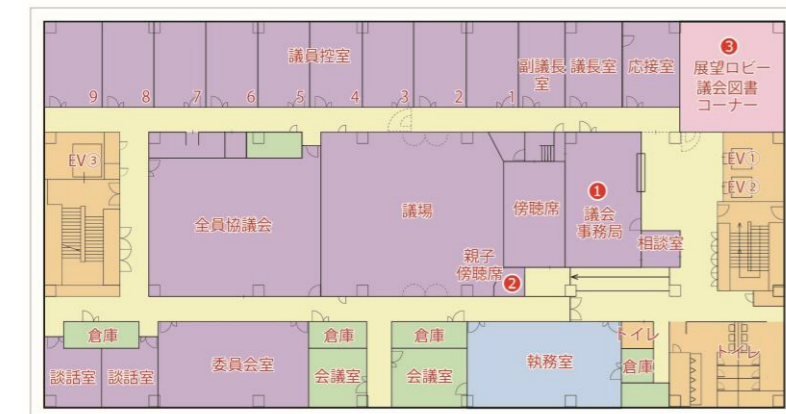 議員控室
9
8
7
6
5
4
3
2
1
副議長
室
議長室
応接室
❸
展望ロビー
議会図書
コーナー
EV③
全員協議会
議場
傍聴席
❶
議会
事務局
相談室
EV①
EV②
親子
傍聴席
❷
倉庫
談話室
談話室
委員会室
倉庫
会議室
倉庫
会議室
執務室
トイレ
倉庫
トイレ